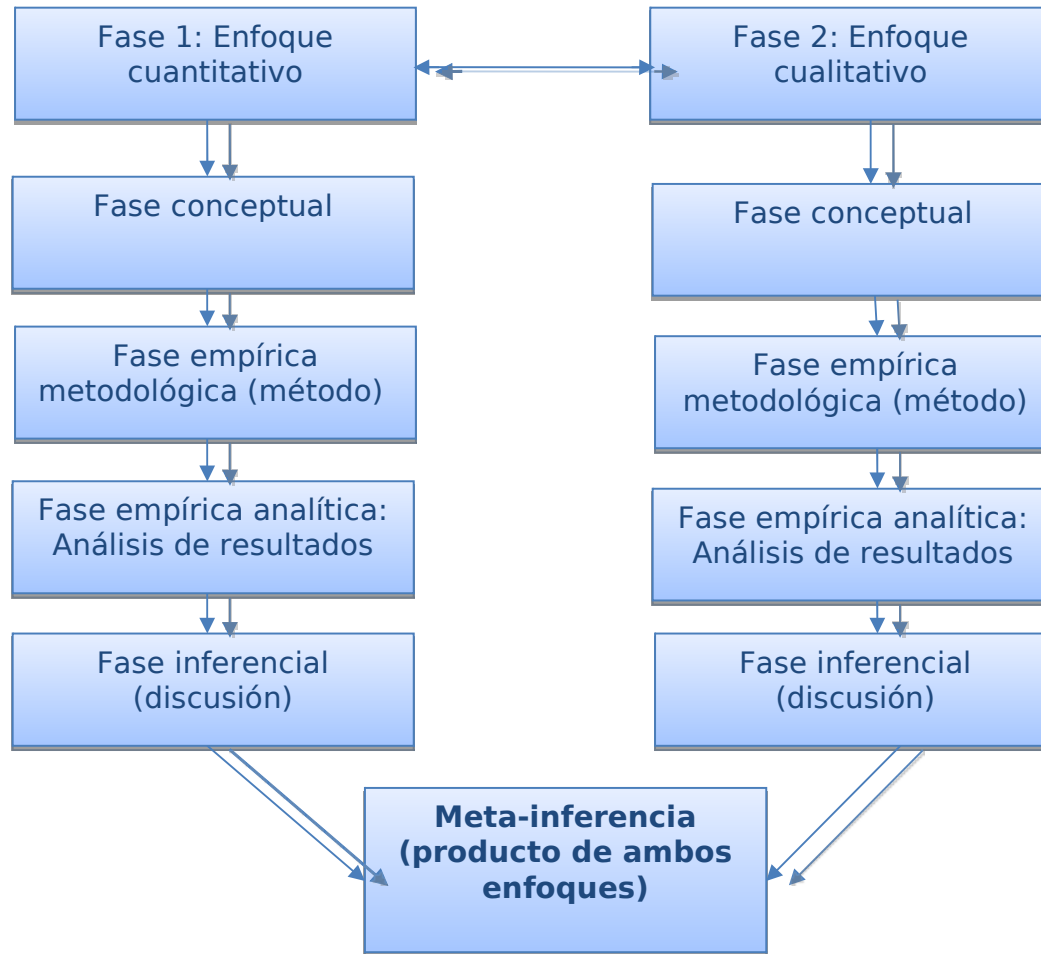 Fase 1: Enfoque
cuantitativo
Fase conceptual
Fase empírica
metodológica (método)
Fase empírica analítica:
Análisis de resultados
Fase inferencial
(discusión)
Fase 2: Enfoque
cualitativo
Fase conceptual
Fase empírica
metodológica (método)
Fase empírica analítica:
Análisis de resultados
Fase inferencial
(discusión)
Meta-inferencia
(producto de ambos
enfoques)